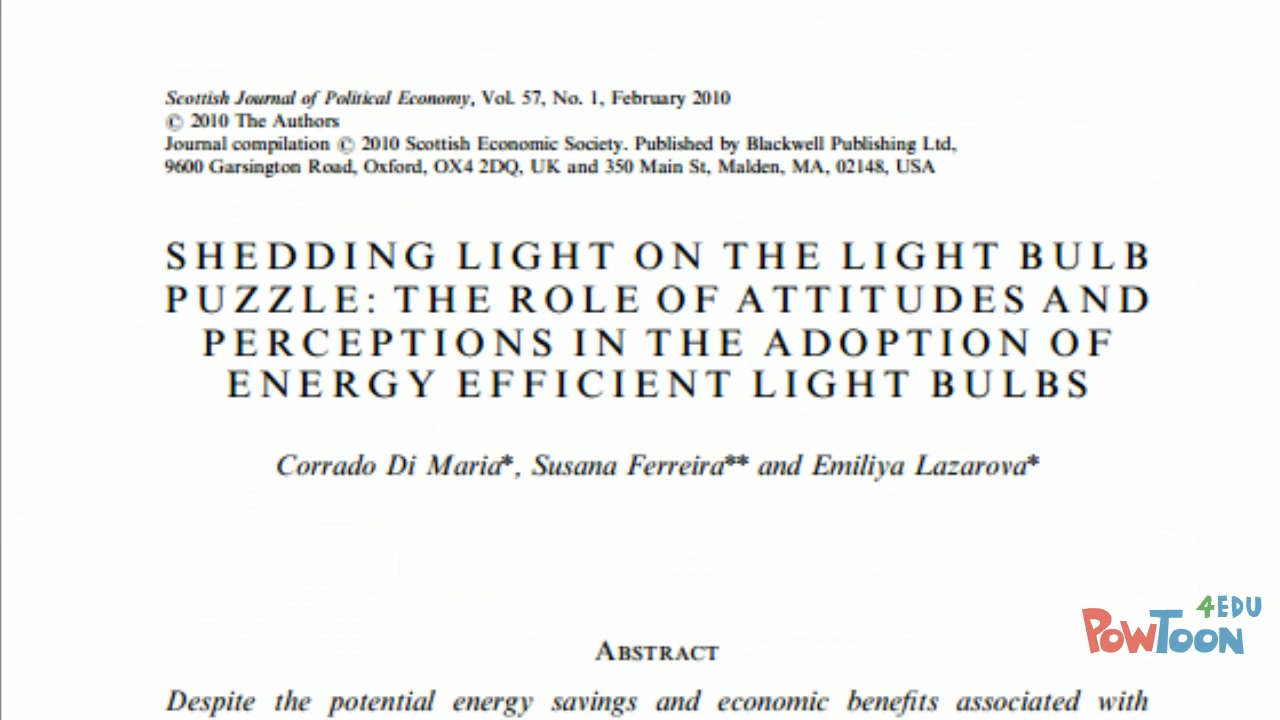 Scottish Journal of Political Economy, Vol. 57, No. 1, February 2010
© 2010 The Authors
Journal compilation © 2010 Scottish Economic Society. Published by Blackwell Publishing Ltd,
9600 Garsington Road, Oxford, OX4 2DQ, UK and 350 Main St, Malden, MA, 02148, USA
SHEDDING LIGHT ON THE LIGHT BULB
PUZZLE: THE ROLE OF ATTITUDES AND
PERCEPTIONS IN THE ADOPTION OF
ENERGY EFFICIENT LIGHT BULBS
Corrado Di Maria*, Susana Ferreira** and Emiliya Lazarova*
4EDU
POWTOON
ABSTRACT
Despite the potential energy savings and economic benefits associated with